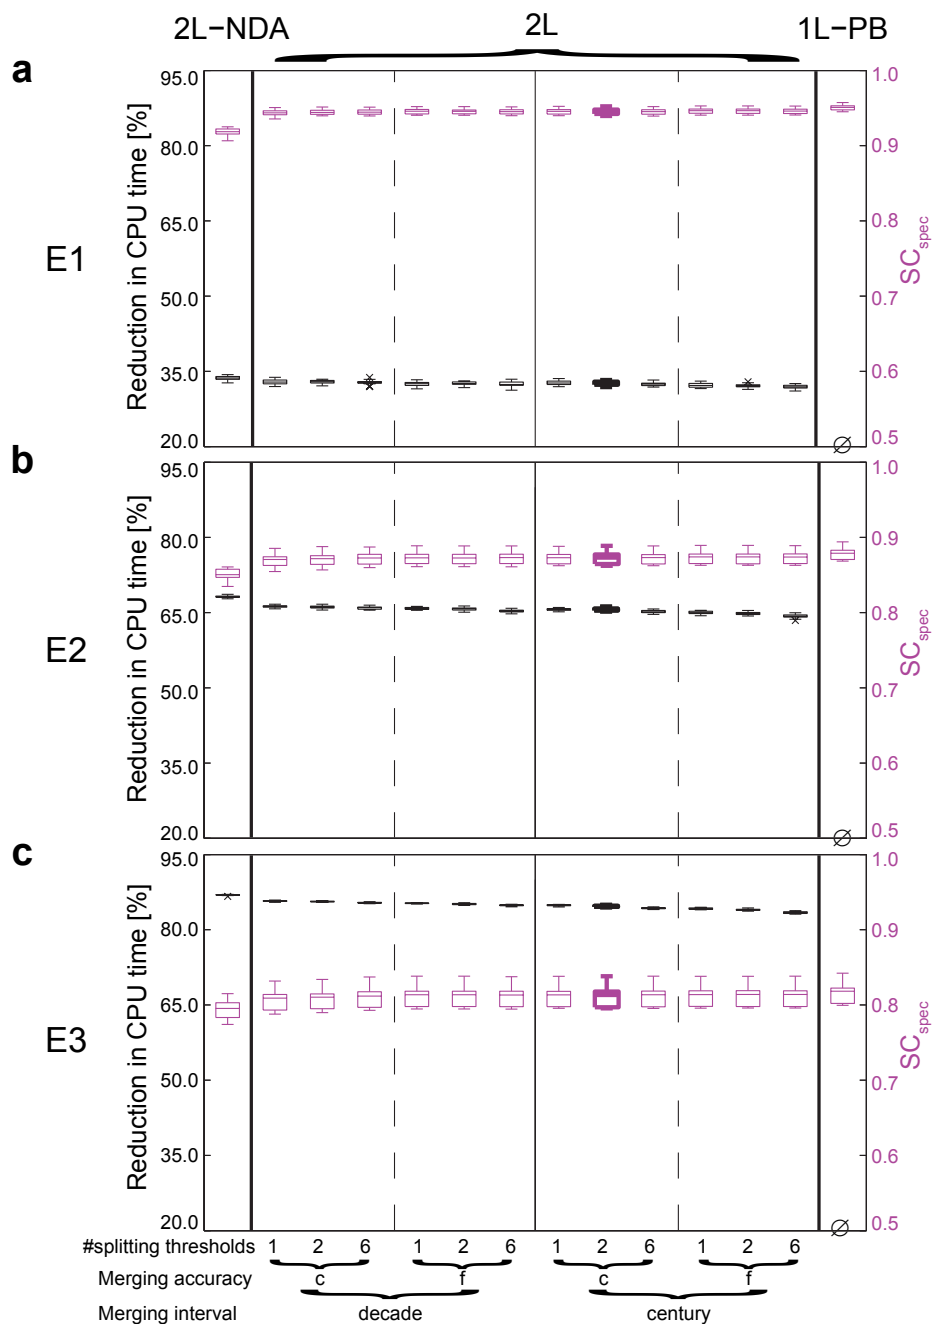 2L−NDA 2L 1L−PB
a
95.0 1.0
80.0 0.9
65.0 0.8
50.0 0.7
35.0 0.6
20.0 0.5
E1
Reduction in CPU time [%]
SCspec
∅
b
95.0 1.0
80.0 0.9
65.0 0.8
50.0 0.7
35.0 0.6
20.0 0.5
E2
Reduction in CPU time [%]
SCspec
∅
c
95.0 1.0
80.0 0.9
65.0 0.8
50.0 0.7
35.0 0.6
20.0 0.5
E3
Reduction in CPU time [%]
SCspec
∅
#splitting thresholds 1 2 6 1 2 6 1 2 6 1 2 6
Merging accuracy c f c f
Merging interval decade century